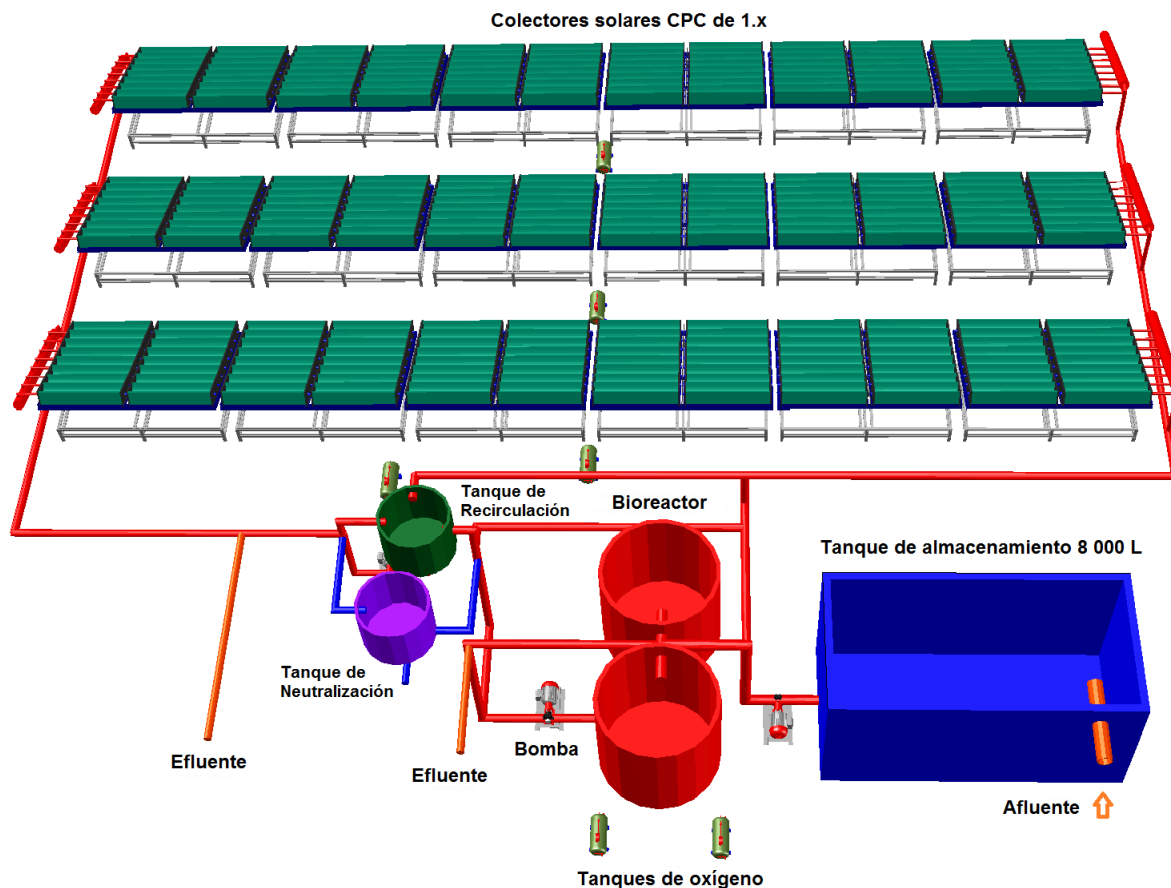 Colectores solares CPC de 1.x
Tanque de
Recirculación
Bioreactor
Tanque de almacenamiento 8 000 L
Tanque de
Neutralización
Efluente
Bomba
Efluente
Afluente
Tanques de oxígeno